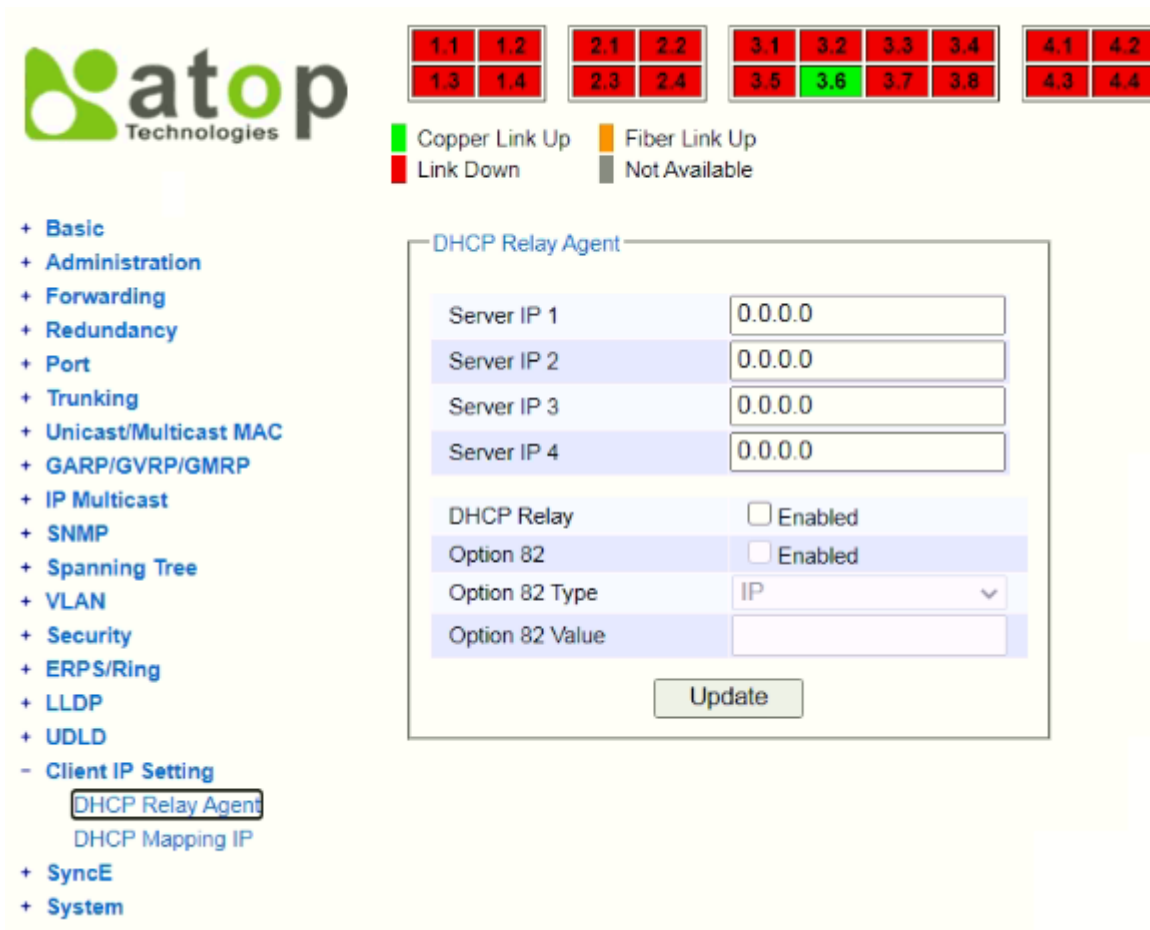 atop
Technologies
1.1 1.2 2.1 2.2 3.1 3.2 3.3 3.4 4.1 4.2
1.3 1.4 2.3 2.4 3.5 3.6 3.7 3.8 4.3 4.4
Copper Link Up Fiber Link Up
Link Down Not Available
+ Basic
+ Administration
+ Forwarding
+ Redundancy
+ Port
+ Trunking
+ Unicast/Multicast MAC
+ GARP/GVRP/GMRP
+ IP Multicast
+ SNMP
+ Spanning Tree
+ VLAN
+ Security
+ ERPS/Ring
+ LLDP
+ UDLD
- Client IP Setting
DHCP Relay Agent
DHCP Mapping IP
+ SyncE
+ System
DHCP Relay Agent
Server IP 1 0.0.0.0
Server IP 2 0.0.0.0
Server IP 3 0.0.0.0
Server IP 4 0.0.0.0
DHCP Relay Enabled
Option 82 Enabled
Option 82 Type IP
Option 82 Value
Update